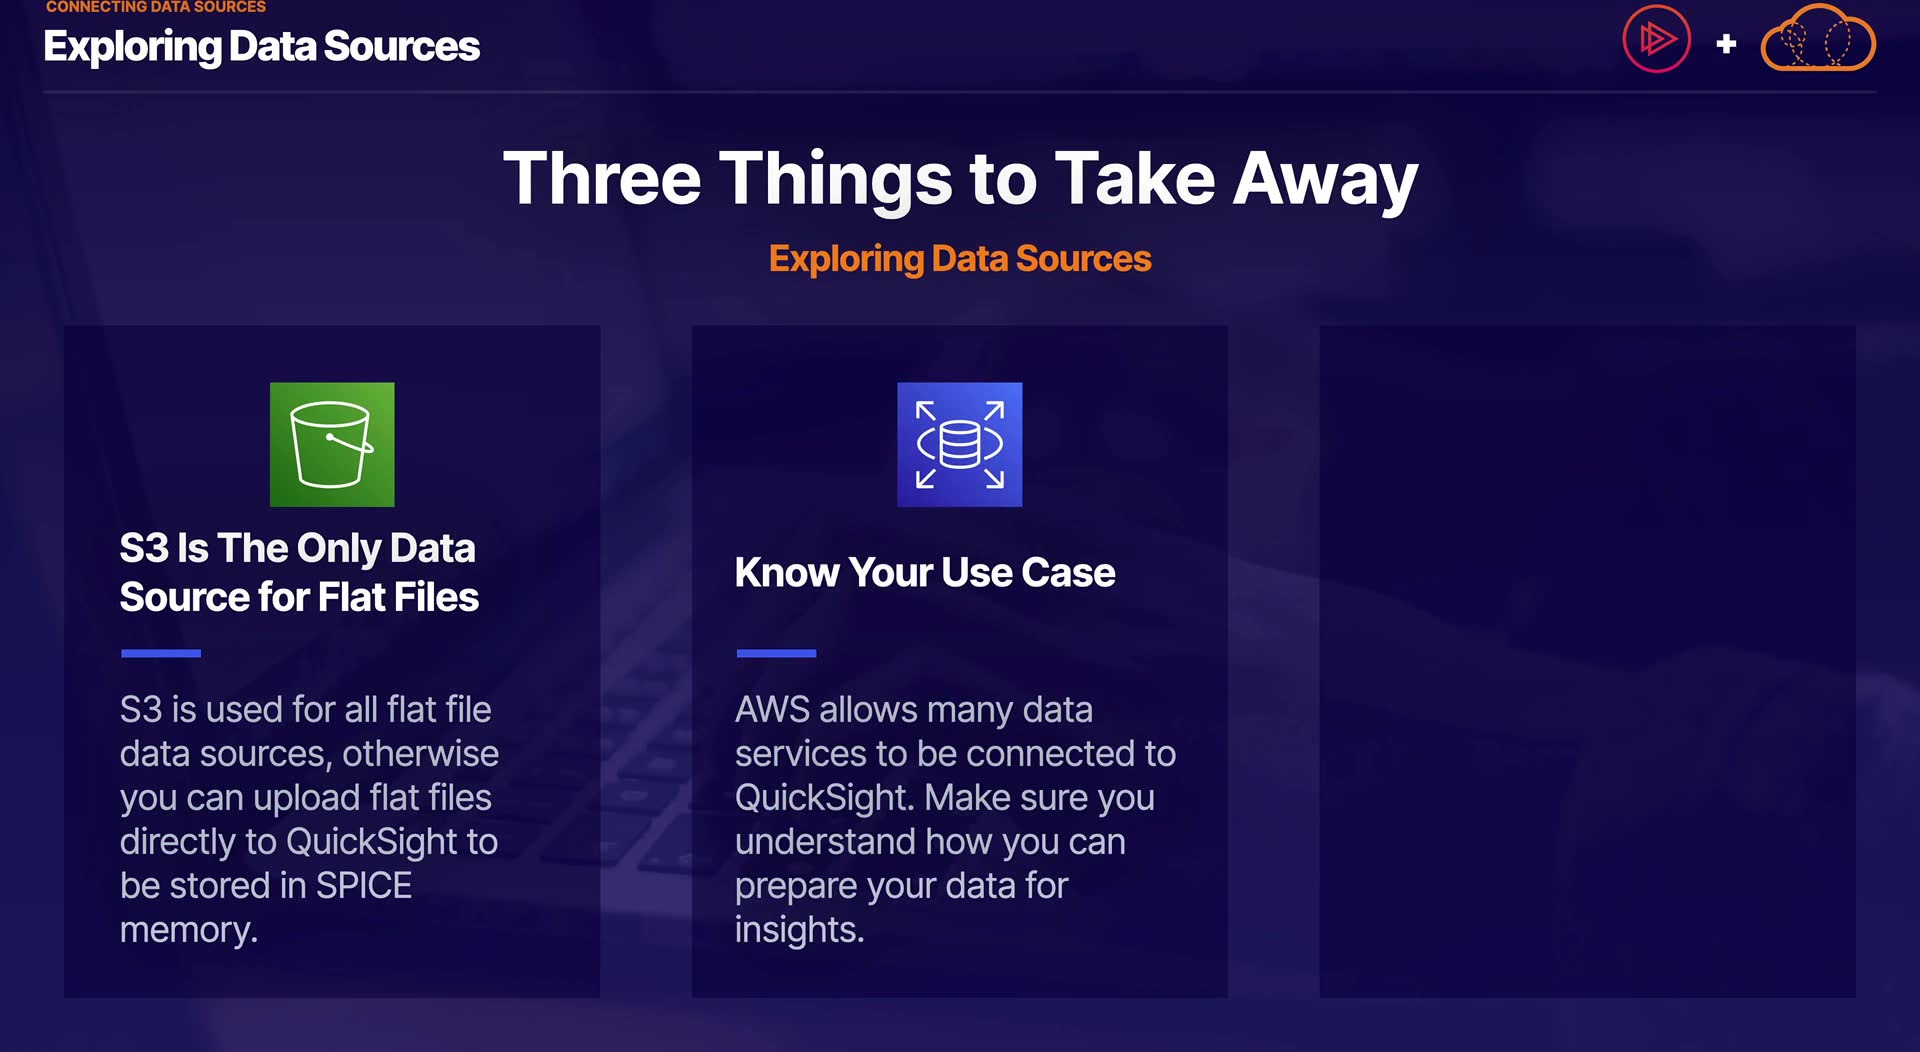 CONNECTING DATA SOURCES
Exploring Data Sources
Three Things to Take Away
Exploring Data Sources
S3 Is The Only Data
Source for Flat Files
S3 is used for all flat file
data sources, otherwise
you can upload flat files
directly to QuickSight to
be stored in SPICE
memory.
Know Your Use Case
AWS allows many data
services to be connected to
QuickSight. Make sure you
understand how you can
prepare your data for
insights.